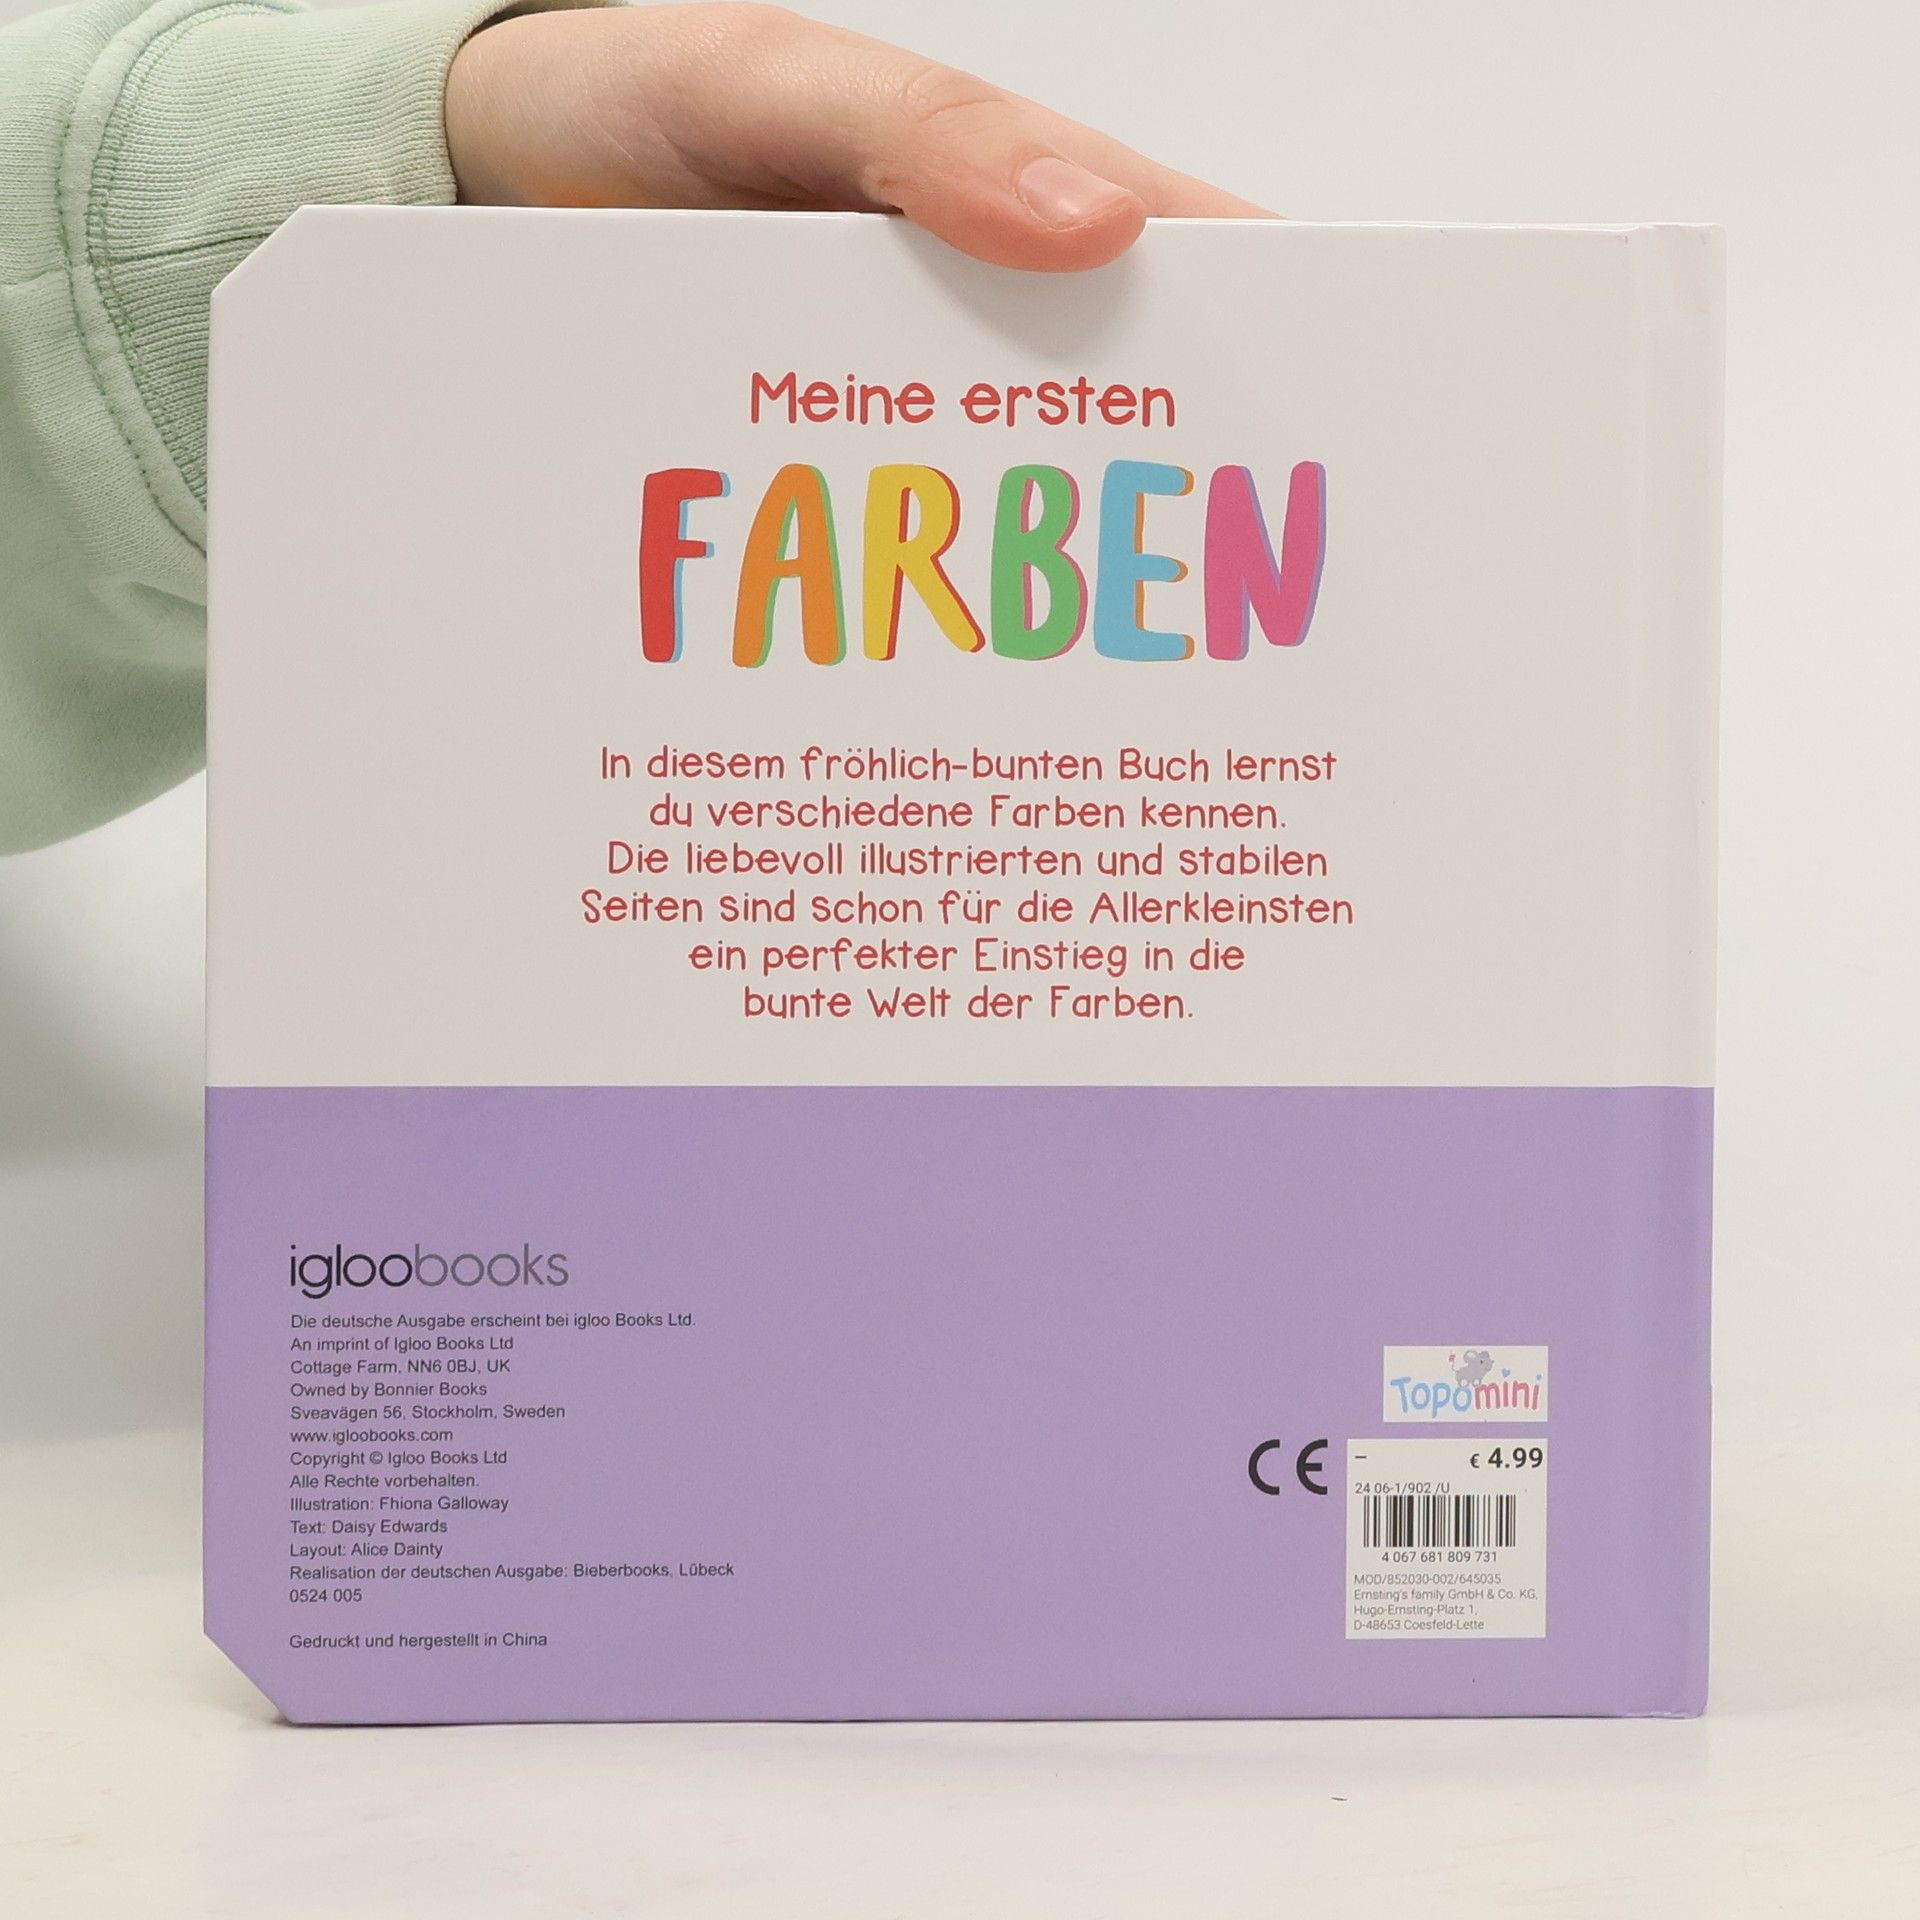 Meine ersten
FARBEN
In diesem fröhlich-bunten Buch lernst
du verschiedene Farben kennen.
Die liebevoll illustrierten und stabilen
Seiten sind schon für die Allerkleinsten
ein perfekter Einstieg in die
bunte Welt der Farben.
igloobooks
Die deutsche Ausgabe erscheint bei igloo Books Ltd.
An imprint of Igloo Books Ltd
Cottage Farm, NN6 0BJ, UK
Owned by Bonnier Books
Sveavägen 56, Stockholm, Sweden
www.igloobooks.com
Copyright © Igloo Books Ltd
Alle Rechte vorbehalten.
Illustration: Fhiona Galloway
Text: Daisy Edwards
Layout: Alice Dainty
Realisation der deutschen Ausgabe: Bieberbooks, Lübeck
0524 005
Gedruckt und hergestellt in China
Topomini
CE
– € 4.99
24 06-1/902 /U
4 067 681 809 731
MOD/852030-002/645035
Ernsting's family GmbH & Co. KG,
Hugo-Ernsting-Platz 1,
D-48653 Coesfeld-Lette